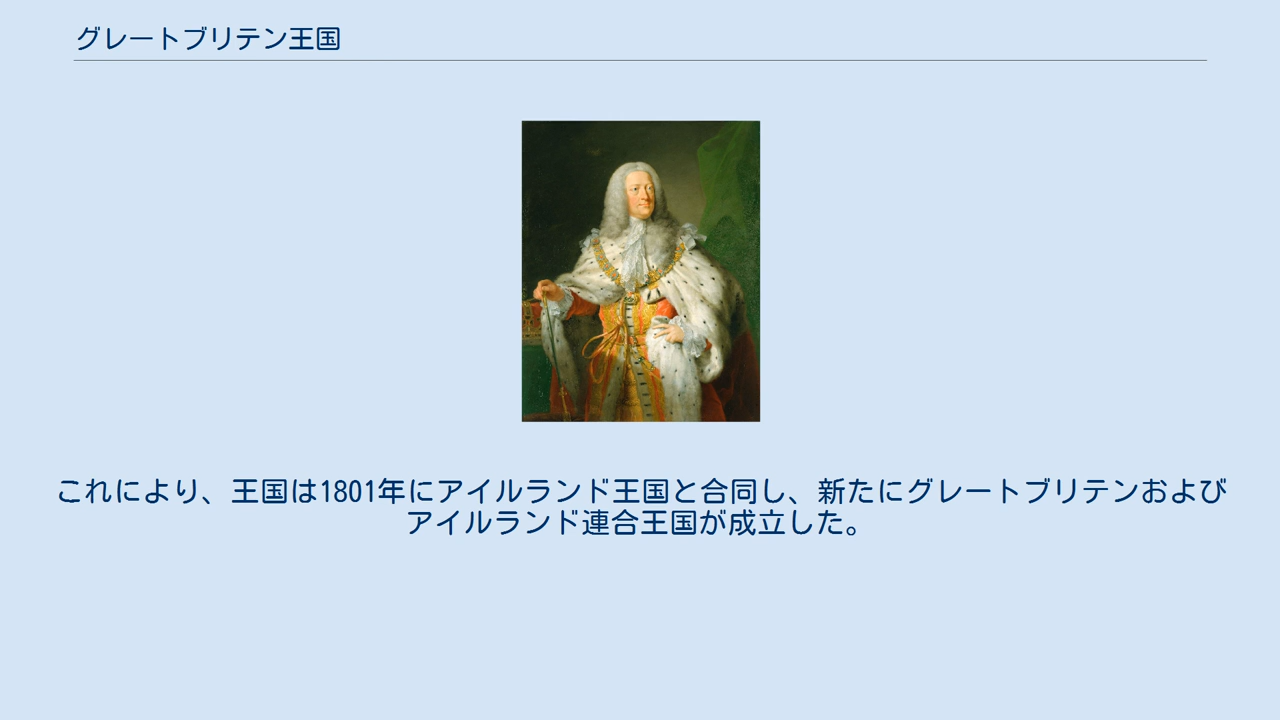 グレートブリテン王国
これにより、王国は1801年にアイルランド王国と合同し、新たにグレートブリテンおよび
アイルランド連合王国が成立した。